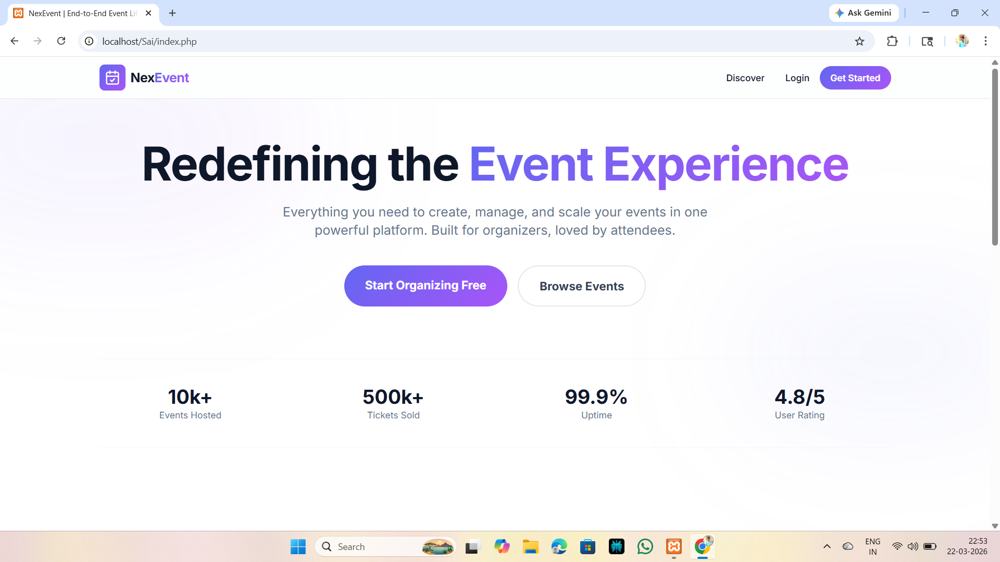 NexEvent | End-to-End Event Li
Ask Gemini
localhost/Sai/index.php
NexEvent
Discover
Login
Get Started
Redefining the Event Experience
Everything you need to create, manage, and scale your events in one
powerful platform. Built for organizers, loved by attendees.
Start Organizing Free
Browse Events
10k+
Events Hosted
500k+
Tickets Sold
99.9%
Uptime
4.8/5
User Rating
Search
ENG
IN
22:53
22-03-2026